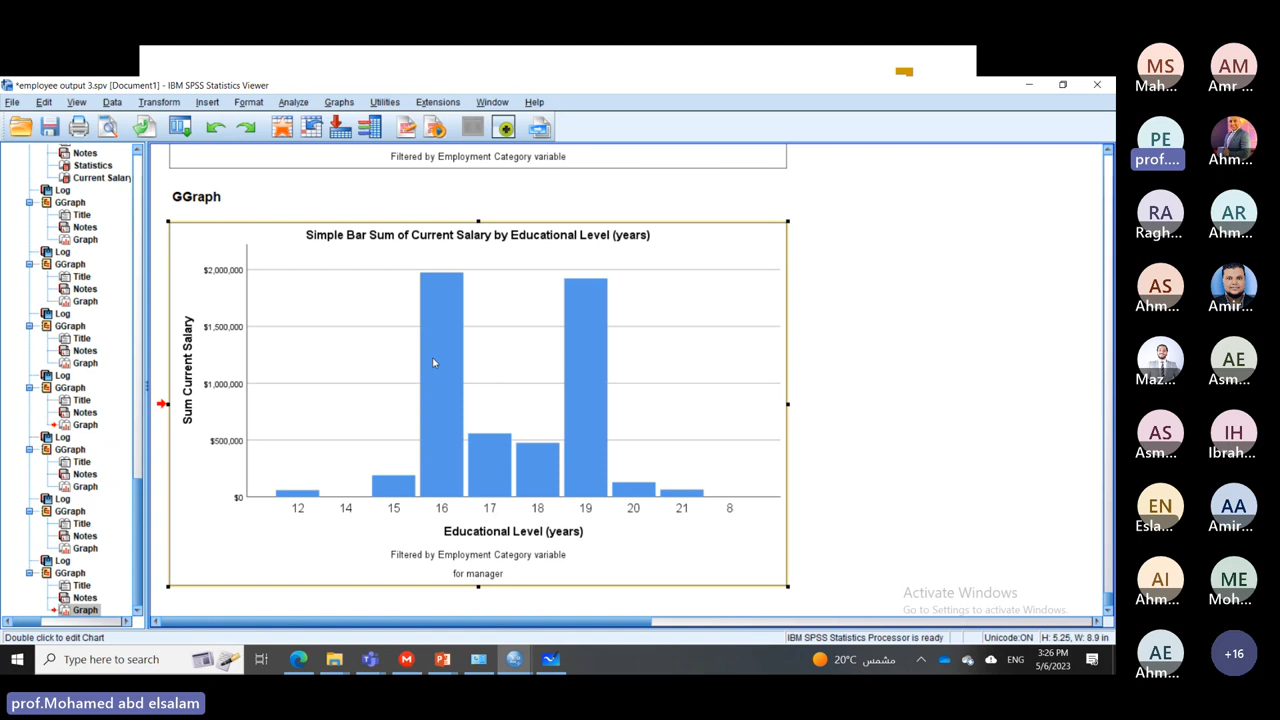 *employee output 3.spv [Document1] - IBM SPSS Statistics Viewer
File Edit View Data Transform Insert Format Analyze Graphs Utilities Extensions Window Help
Notes
Statistics
Current Salary
Log
GGraph
Title
Notes
Graph
Log
GGraph
Title
Notes
Graph
Log
GGraph
Title
Notes
Graph
Log
GGraph
Title
Notes
Graph
Log
GGraph
Title
Notes
Graph
Log
GGraph
Title
Notes
Graph
Log
GGraph
Title
Notes
Graph
Filtered by Employment Category variable
GGraph
Simple Bar Sum of Current Salary by Educational Level (years)
Sum Current Salary
$2,000,000
$1,500,000
$1,000,000
$500,000
$0
12 14 15 16 17 18 19 20 21 8
Educational Level (years)
Filtered by Employment Category variable
for manager
Activate Windows
Go to Settings to activate Windows.
Double click to edit Chart
IBM SPSS Statistics Processor is ready
Unicode:ON
H: 5.25, W: 8.9 in
Type here to search
20°C مشمس
ENG
3:26 PM
5/6/2023
prof.Mohamed abd elsalam
MS
Mah...
AM
Amr ...
PE
prof....
Ahm...
RA
Ragh...
AR
Ahm...
AS
Ahm...
Amir...
Maz...
AE
Asm...
AS
Asm...
IH
Ibrah...
EN
Esla...
AA
Amir...
AI
Ahm...
ME
Moh...
AE
Ahm...
+16